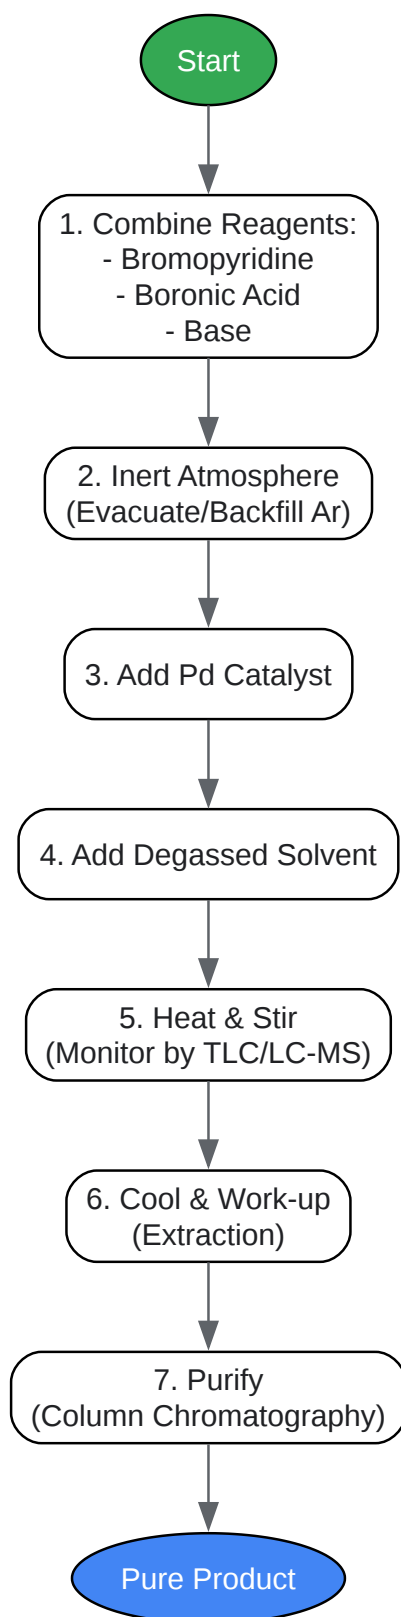 Start
1. Combine Reagents:
- Bromopyridine
- Boronic Acid
- Base
2. Inert Atmosphere
(Evacuate/Backfill Ar)
3. Add Pd Catalyst
4. Add Degassed Solvent
5. Heat & Stir
(Monitor by TLC/LC-MS)
6. Cool & Work-up
(Extraction)
7. Purify
(Column Chromatography)
Pure Product